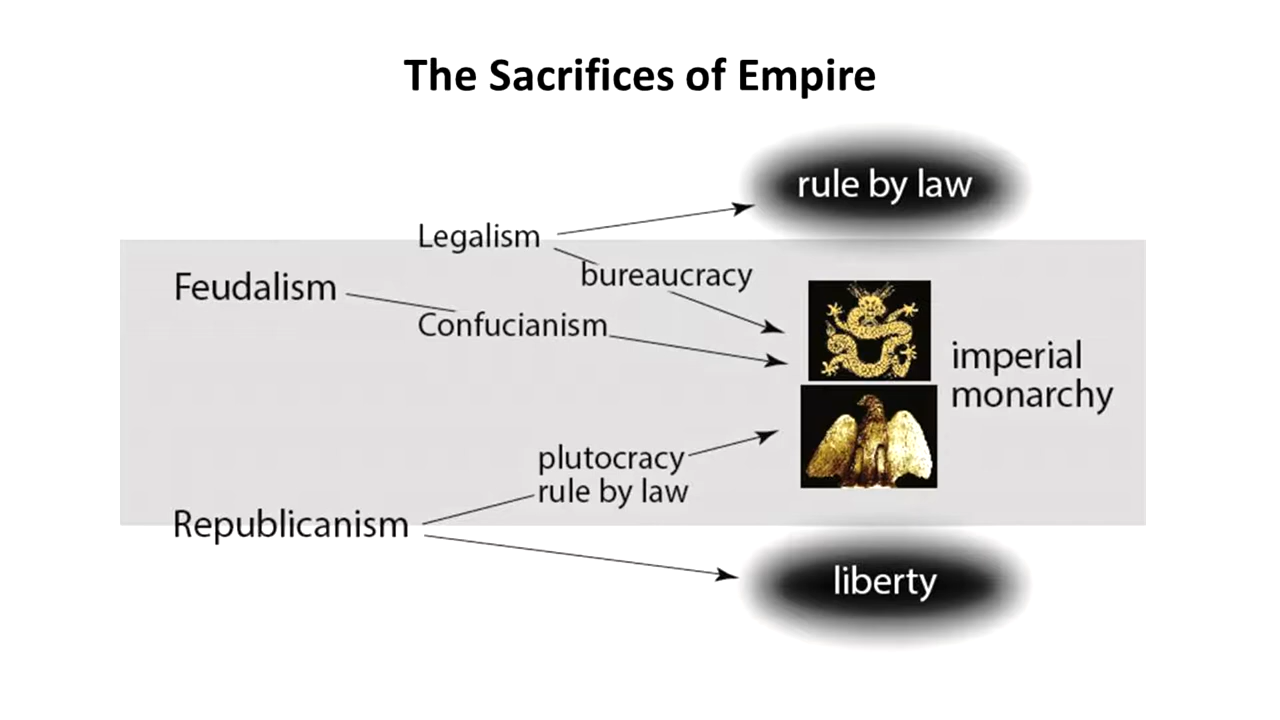 The Sacrifices of Empire
rule by law
Legalism
bureaucracy
Feudalism
Confucianism
imperial
monarchy
plutocracy
rule by law
Republicanism
liberty